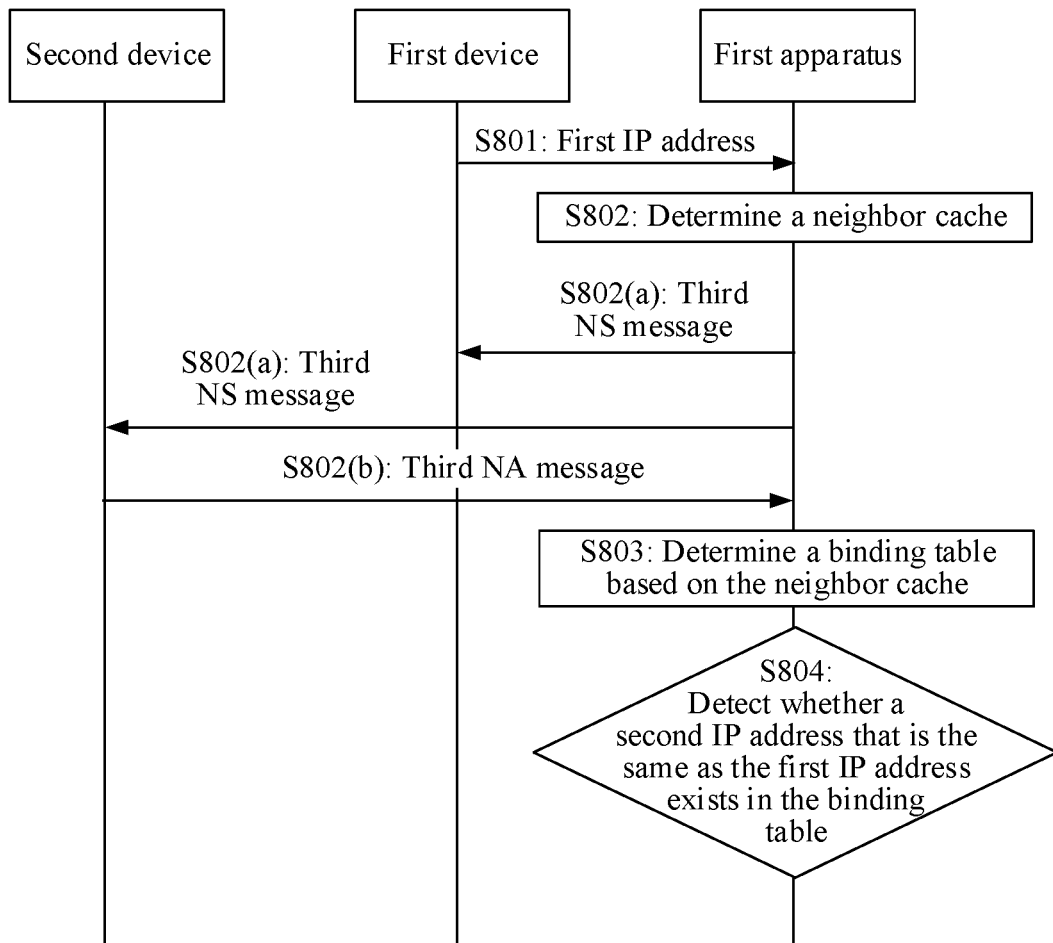 Second device
First device
First apparatus
S801: First IP address
S802: Determine a neighbor cache
S802(a): Third
NS message
S802(a): Third
NS message
S802(b): Third NA message
S803: Determine a binding table
based on the neighbor cache
S804:
Detect whether a
second IP address that is the
same as the first IP address
exists in the binding
table